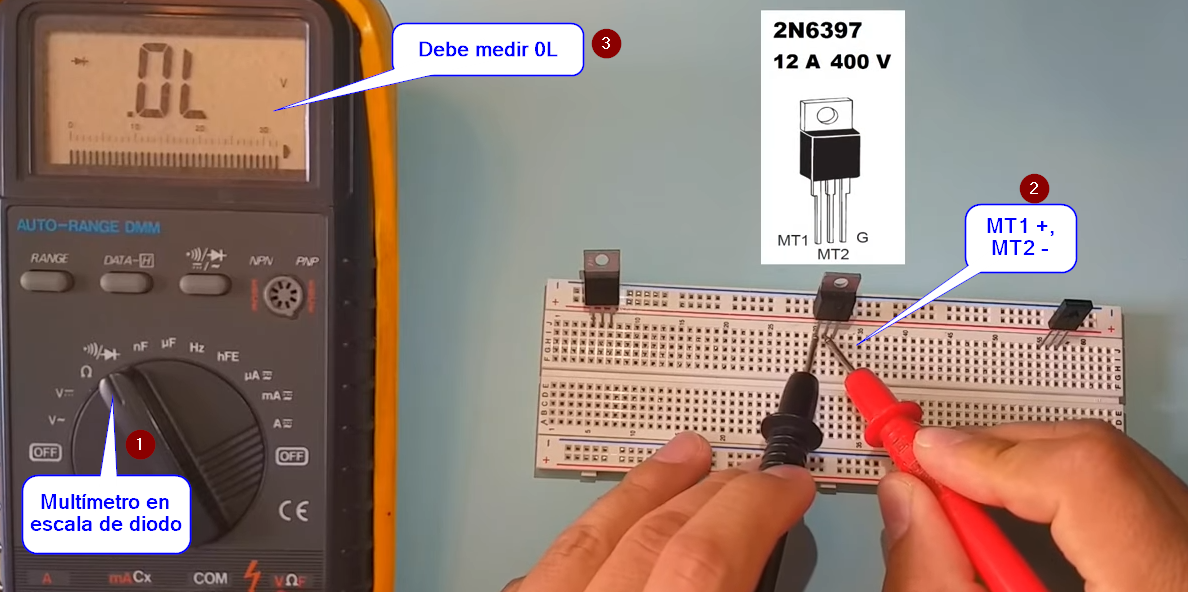 .0L
V
0
10
20
30
AUTO-RANGE DMM
RANGE
DATA-H
NPN
PNP
nF
μF
Hz
hFE
Ω
V
V~
μA
mA
A
OFF
OFF
CE
A
mACx
COM
VΩF
Debe medir 0L
3
2N6397
12 A 400 V
MT1
MT2
G
2
MT1 +,
MT2 -
1
Multímetro en
escala de diodo